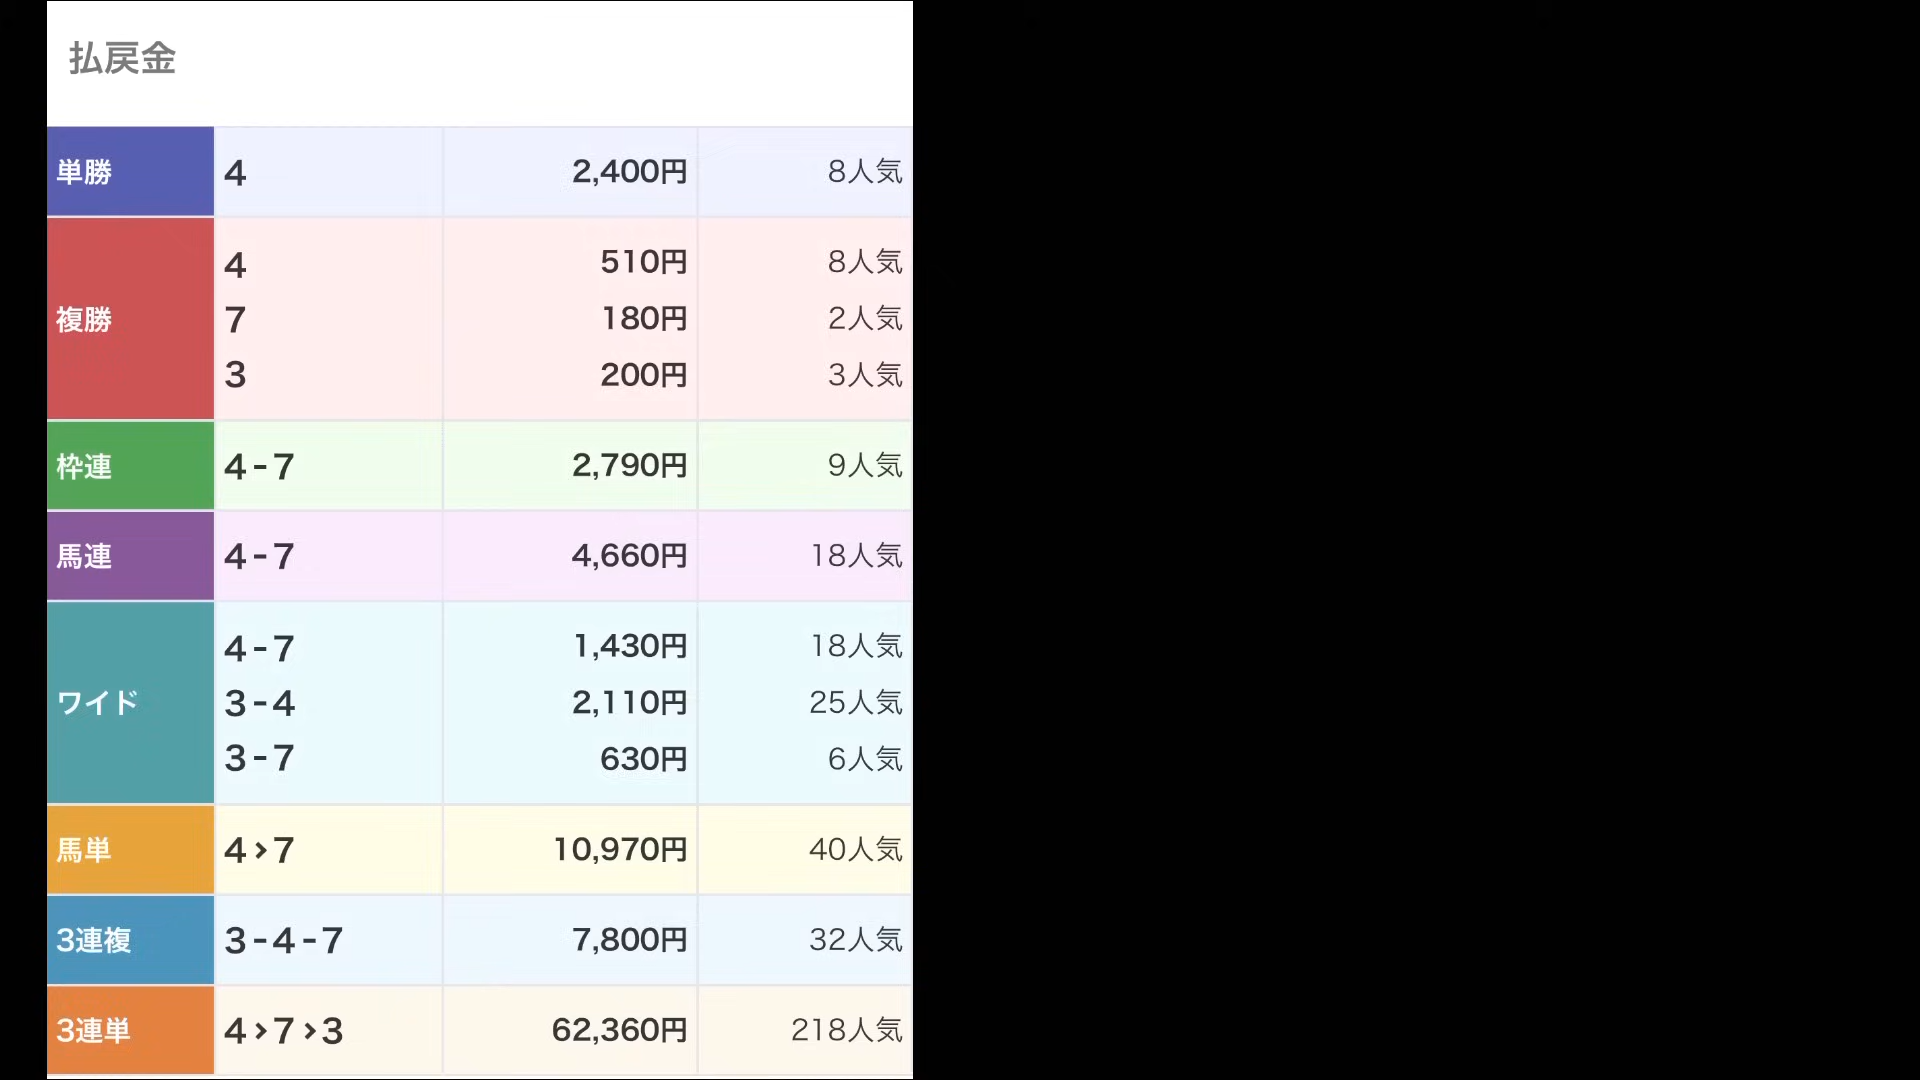 払戻金
単勝 4 2,400円 8人気
複勝 4 510円 8人気
7 180円 2人気
3 200円 3人気
枠連 4-7 2,790円 9人気
馬連 4-7 4,660円 18人気
ワイド 4-7 1,430円 18人気
3-4 2,110円 25人気
3-7 630円 6人気
馬単 4>7 10,970円 40人気
3連複 3-4-7 7,800円 32人気
3連単 4>7>3 62,360円 218人気